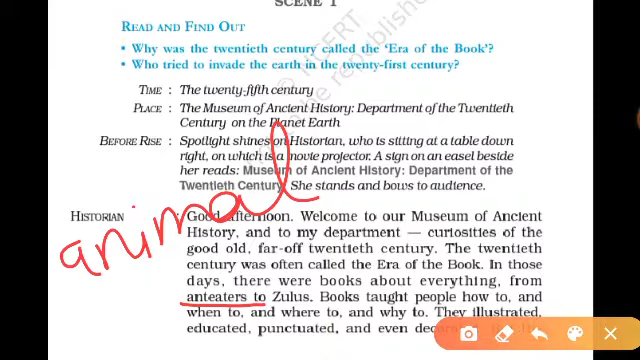 SCENE 1
READ AND FIND OUT
• Why was the twentieth century called the 'Era of the Book'?
• Who tried to invade the earth in the twenty-first century?
TIME : The twenty-fifth century
PLACE : The Museum of Ancient History: Department of the Twentieth
Century on the Planet Earth
BEFORE RISE : Spotlight shines on Historian, who is sitting at a table down
right, on which is a movie projector. A sign on an easel beside
her reads: Museum of Ancient History: Department of the
Twentieth Century. She stands and bows to audience.
HISTORIAN : Good afternoon. Welcome to our Museum of Ancient
History, and to my department — curiosities of the
good old, far-off twentieth century. The twentieth
century was often called the Era of the Book. In those
days, there were books about everything, from
anteaters to Zulus. Books taught people how to, and
when to, and where to, and why to. They illustrated,
educated, punctuated, and even
animal
© NCERT
be republished